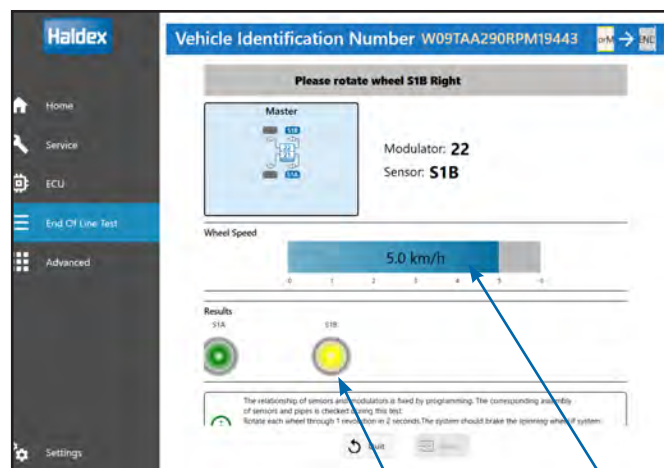 Haldex
Vehicle Identification Number W09TAA290RPM19443
END
Please rotate wheel S1B Right
Home
Service
ECU
End Of Line Test
Advanced
Settings
Master
S1B
S1A
Modulator: 22
Sensor: S1B
Wheel Speed
5.0 km/h
0 1 2 3 4 5 6
Results
S1A S1B
The relationship of sensors and modulators is fixed by programming. The corresponding assembly
of sensors and pipes is checked during this test.
Rotate each wheel through 1 revolution in 2 seconds.The system should brake the spinning wheel if system
Quit